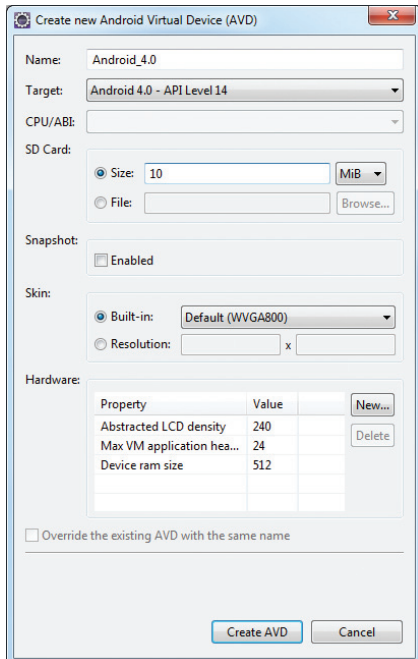 Create new Android Virtual Device (AVD)
Name: Android_4.0
Target: Android 4.0 - API Level 14
CPU/ABI:
SD Card:
Size: 10 MiB
File: Browse...
Snapshot:
Enabled
Skin:
Built-in: Default (WVGA800)
Resolution: x
Hardware:
Property Value New...
Abstracted LCD density 240
Max VM application hea... 24
Device ram size 512
Delete
Override the existing AVD with the same name
Create AVD Cancel